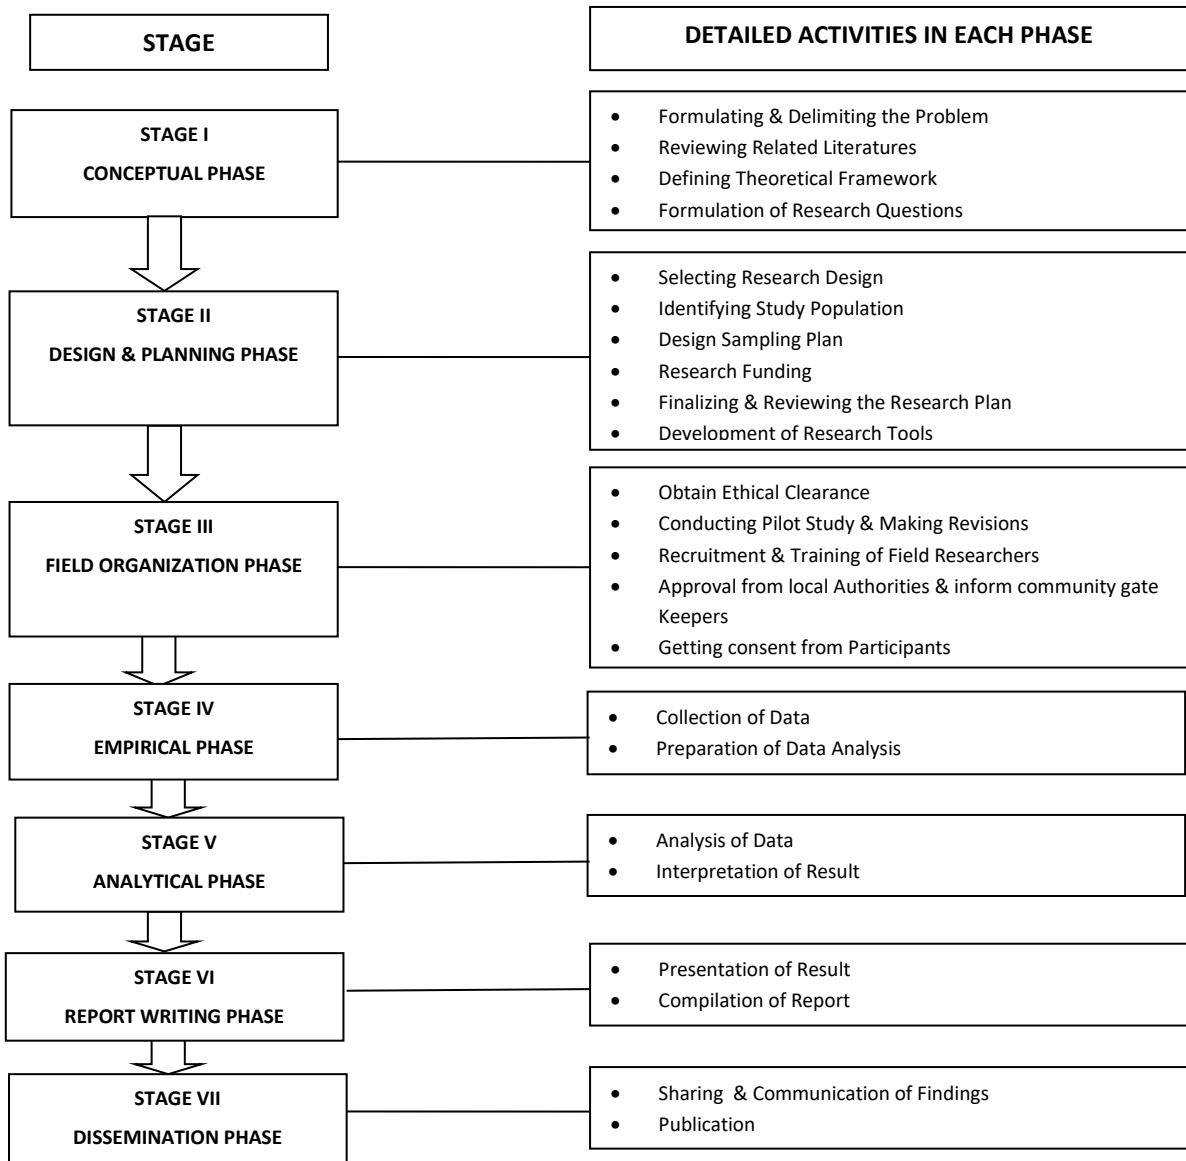 STAGE
DETAILED ACTIVITIES IN EACH PHASE
STAGE I
CONCEPTUAL PHASE
• Formulating & Delimiting the Problem
• Reviewing Related Literatures
• Defining Theoretical Framework
• Formulation of Research Questions
STAGE II
DESIGN & PLANNING PHASE
• Selecting Research Design
• Identifying Study Population
• Design Sampling Plan
• Research Funding
• Finalizing & Reviewing the Research Plan
• Development of Research Tools
STAGE III
FIELD ORGANIZATION PHASE
• Obtain Ethical Clearance
• Conducting Pilot Study & Making Revisions
• Recruitment & Training of Field Researchers
• Approval from local Authorities & inform community gate
Keepers
• Getting consent from Participants
STAGE IV
EMPIRICAL PHASE
• Collection of Data
• Preparation of Data Analysis
STAGE V
ANALYTICAL PHASE
• Analysis of Data
• Interpretation of Result
STAGE VI
REPORT WRITING PHASE
• Presentation of Result
• Compilation of Report
STAGE VII
DISSEMINATION PHASE
• Sharing & Communication of Findings
• Publication